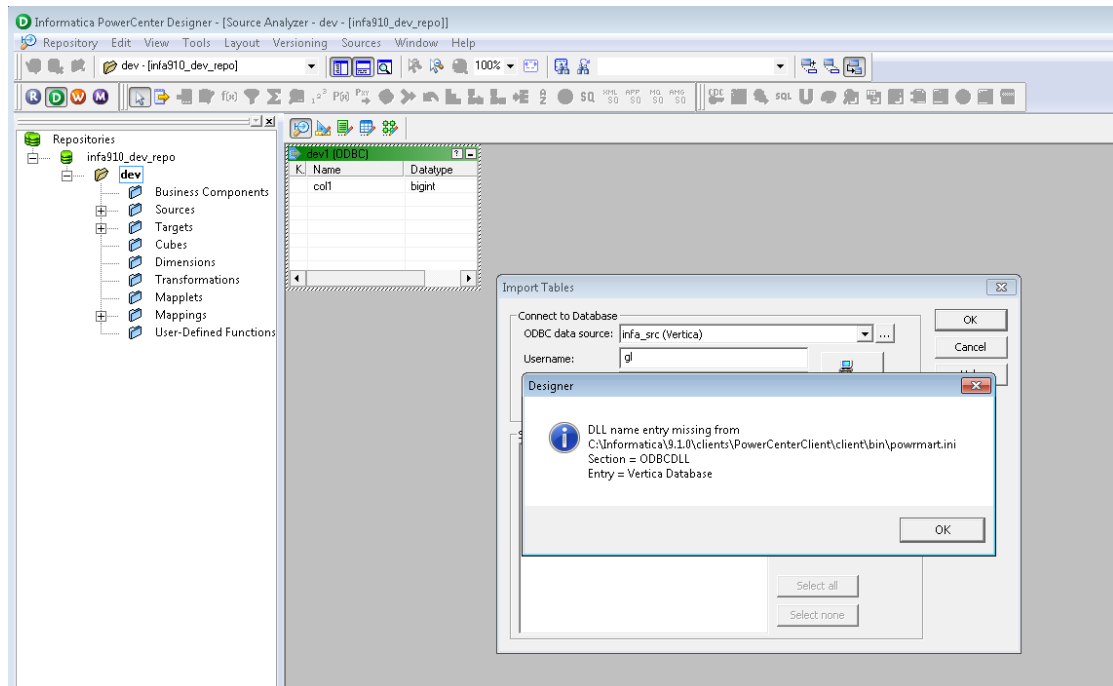 Informatica PowerCenter Designer - [Source Analyzer - dev - [infa910_dev_repo]]
Repository Edit View Tools Layout Versioning Sources Window Help
dev - [infa910_dev_repo]
100%
Repositories
infa910_dev_repo
dev
Business Components
Sources
Targets
Cubes
Dimensions
Transformations
Mapplets
Mappings
User-Defined Functions
dev1 (ODBC)
K. Name Datatype
col1 bigint
Import Tables
Connect to Database
ODBC data source: infa_src (Vertica)
Username: gl
OK
Cancel
Designer
DLL name entry missing from
C:\Informatica\9.1.0\clients\PowerCenterClient\client\bin\powrmart.ini
Section = ODBCDLL
Entry = Vertica Database
OK
Select all
Select none